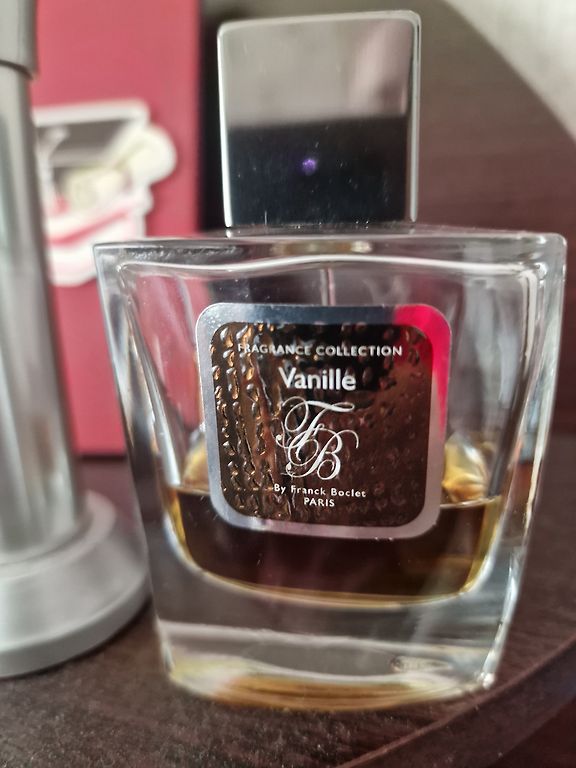 FRAGRANCE COLLECTION
Vanille
FB
By Franck Boclet
PARIS